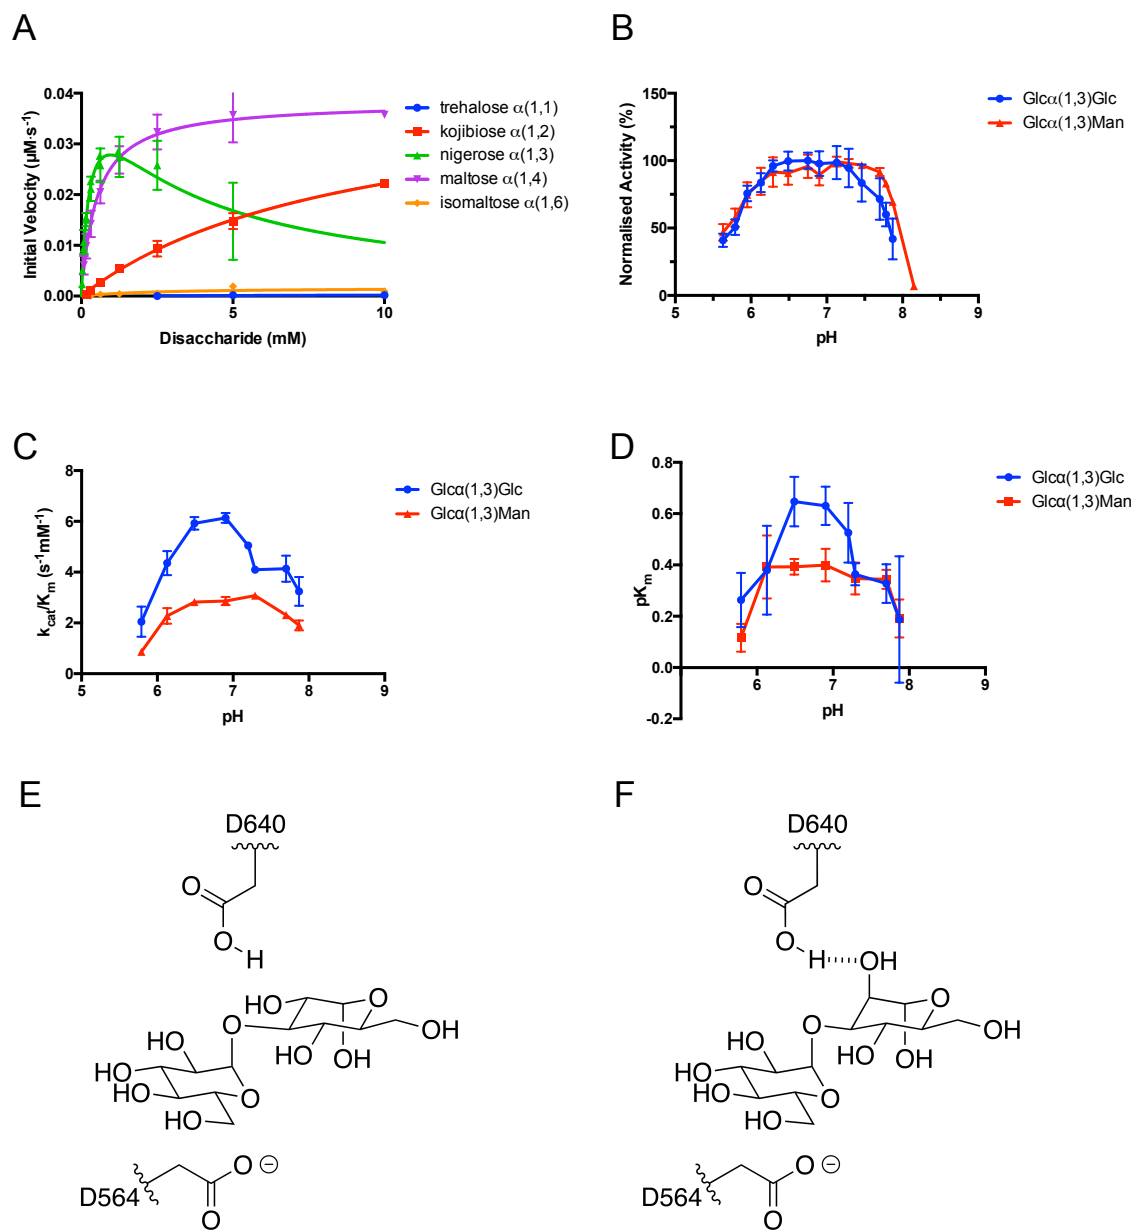 A
0.04
0.03
0.02
0.01
0.00
0
5
10
Initial Velocity (µM·s⁻¹)
Disaccharide (mM)
trehalose α(1,1)
kojibiose α(1,2)
nigerose α(1,3)
maltose α(1,4)
isomaltose α(1,6)
B
150
100
50
0
5
6
7
8
9
Normalised Activity (%)
pH
Glcα(1,3)Glc
Glcα(1,3)Man
C
8
6
4
2
0
5
6
7
8
9
kcat/Km (s⁻¹mM⁻¹)
pH
Glcα(1,3)Glc
Glcα(1,3)Man
D
0.8
0.6
0.4
0.2
0.0
-0.2
6
7
8
9
pKm
pH
Glcα(1,3)Glc
Glcα(1,3)Man
E
D640
O
O
H
HO
O
OH
O
HO
OH
HO
HO
HO
O
HO
D564
O ⊖
O
F
D640
O
O
H
OH
O
OH
O
HO
OH
HO
HO
HO
O
HO
D564
O ⊖
O